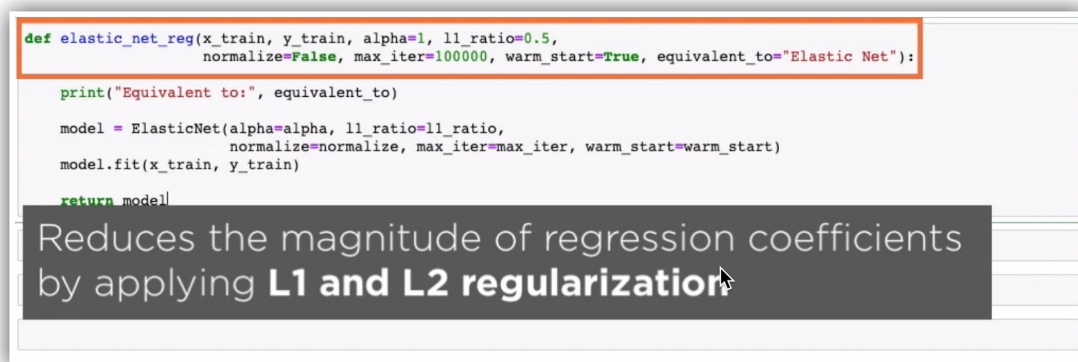 def elastic_net_reg(x_train, y_train, alpha=1, l1_ratio=0.5,
normalize=False, max_iter=100000, warm_start=True, equivalent_to="Elastic Net"):
print("Equivalent to:", equivalent_to)
model = ElasticNet(alpha=alpha, l1_ratio=l1_ratio,
normalize=normalize, max_iter=max_iter, warm_start=warm_start)
model.fit(x_train, y_train)
return model
Reduces the magnitude of regression coefficients
by applying L1 and L2 regularization